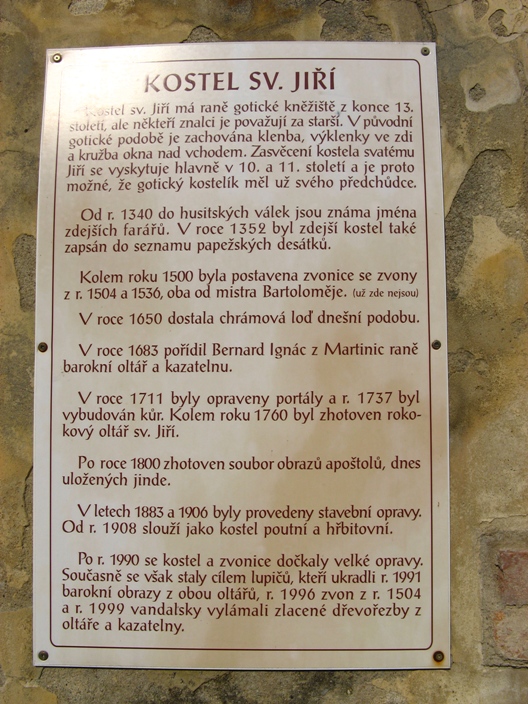 KOSTEL SV. JIŘÍ
Kostel sv. Jiří má raně gotické kněžiště z konce 13.
století, ale někteří znalci je považují za starší. V původní
gotické podobě je zachována klenba, výklenky ve zdi
a kružba okna nad vchodem. Zasvěcení kostela svatému
Jiří se vyskytuje hlavně v 10. a 11. století a je proto
možné, že gotický kostelík měl už svého předchůdce.
Od r. 1340 do husitských válek jsou známa jména
zdejších farářů. V roce 1352 byl zdejší kostel také
zapsán do seznamu papežských desátků.
Kolem roku 1500 byla postavena zvonice se zvony
z r. 1504 a 1536, oba od mistra Bartoloměje. (už zde nejsou)
V roce 1650 dostala chrámová loď dnešní podobu.
V roce 1683 pořídil Bernard Ignác z Martinic raně
barokní oltář a kazatelnu.
V roce 1711 byly opraveny portály a r. 1737 byl
vybudován kůr. Kolem roku 1760 byl zhotoven roko-
kový oltář sv. Jiří.
Po roce 1800 zhotoven soubor obrazů apoštolů, dnes
uložených jinde.
V letech 1883 a 1906 byly provedeny stavební opravy.
Od r. 1908 slouží jako kostel poutní a hřbitovní.
Po r. 1990 se kostel a zvonice dočkaly velké opravy.
Současně se však staly cílem lupičů, kteří ukradli r. 1991
barokní obrazy z obou oltářů, r. 1996 zvon z r. 1504
a r. 1999 vandalsky vylámali zlacené dřevořezby z
oltáře a kazatelny.